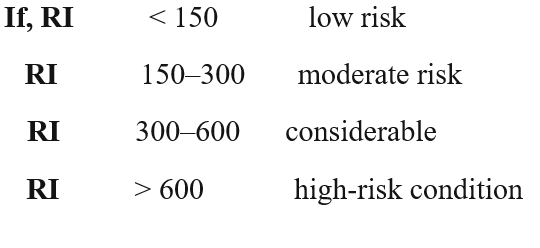 If, RI < 150 low risk
RI 150–300 moderate risk
RI 300–600 considerable
RI > 600 high-risk condition